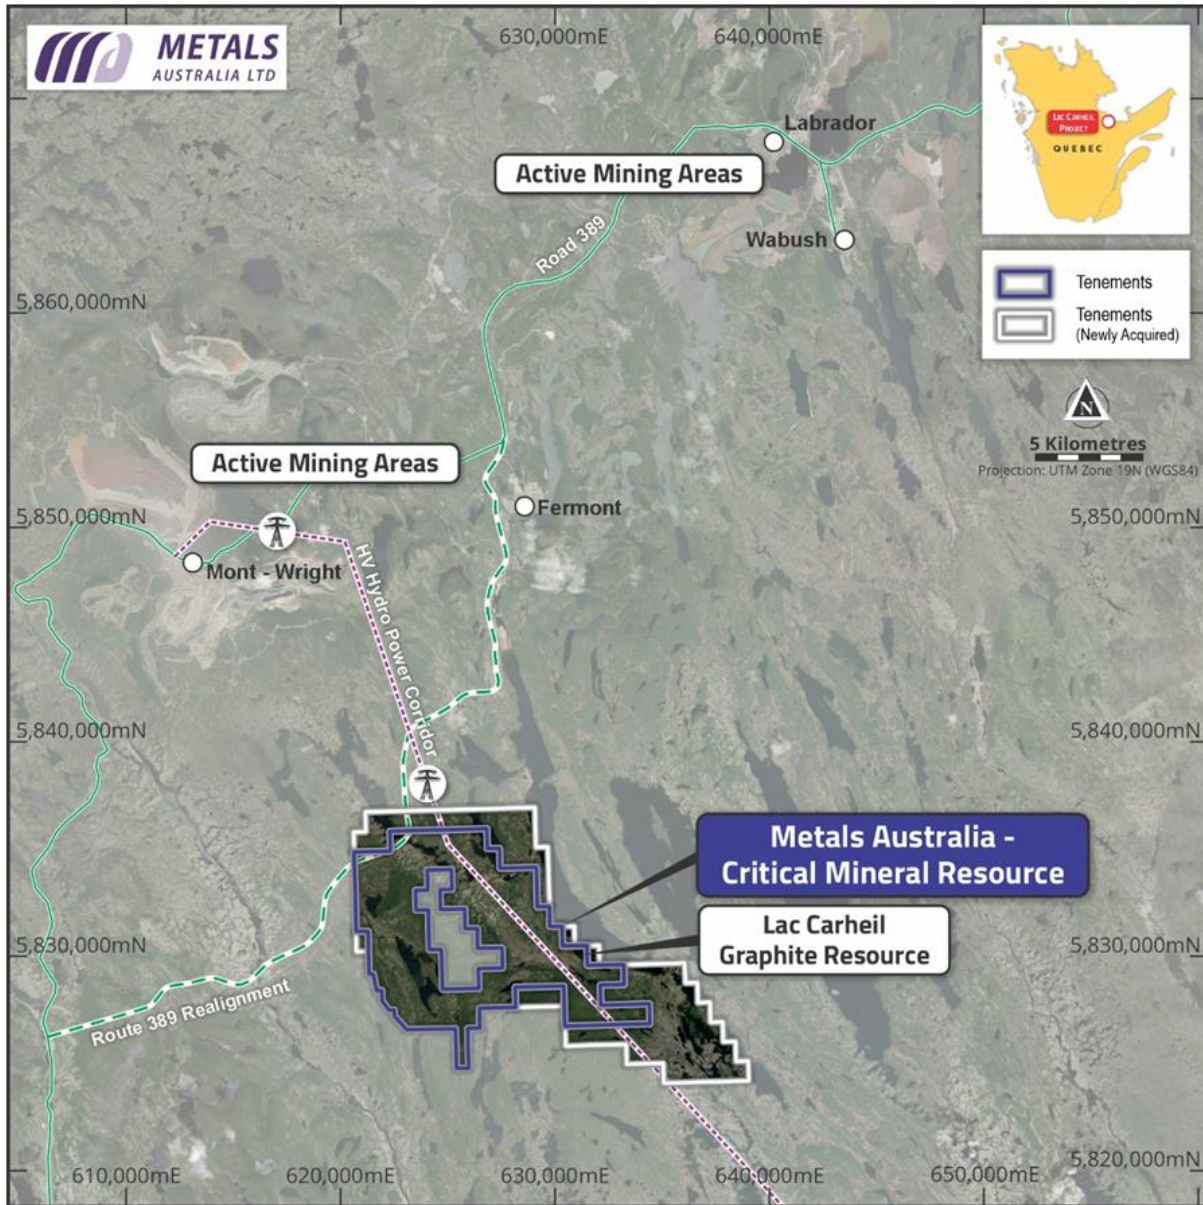 METALS
AUSTRALIA LTD
630,000mE
640,000mE
LAC CARHEIL
PROJECT
QUEBEC
Labrador
Active Mining Areas
Wabush
Road 389
Tenements
Tenements
(Newly Acquired)
5,860,000mN
N
5 Kilometres
Projection: UTM Zone 19N (WGS84)
Active Mining Areas
Fermont
5,850,000mN
5,850,000mN
Mont - Wright
HV Hydro Power Corridor
5,840,000mN
5,840,000mN
Metals Australia -
Critical Mineral Resource
Lac Carheil
Graphite Resource
5,830,000mN
5,830,000mN
Route 389 Realignment
610,000mE
620,000mE
630,000mE
640,000mE
650,000mE
5,820,000mN